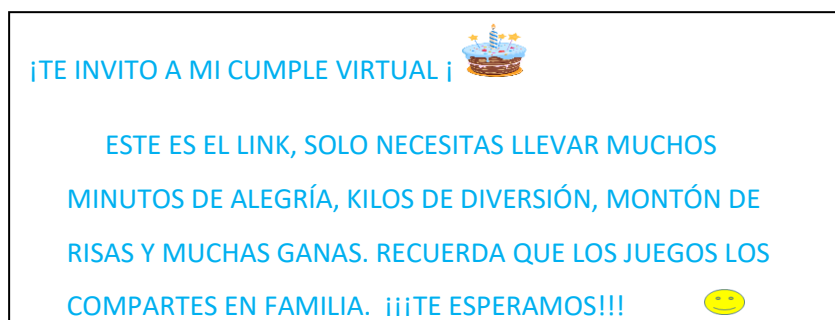 ¡TE INVITO A MI CUMPLE VIRTUAL ¡
ESTE ES EL LINK, SOLO NECESITAS LLEVAR MUCHOS
MINUTOS DE ALEGRÍA, KILOS DE DIVERSIÓN, MONTÓN DE
RISAS Y MUCHAS GANAS. RECUERDA QUE LOS JUEGOS LOS
COMPARTES EN FAMILIA. ¡¡¡TE ESPERAMOS!!!